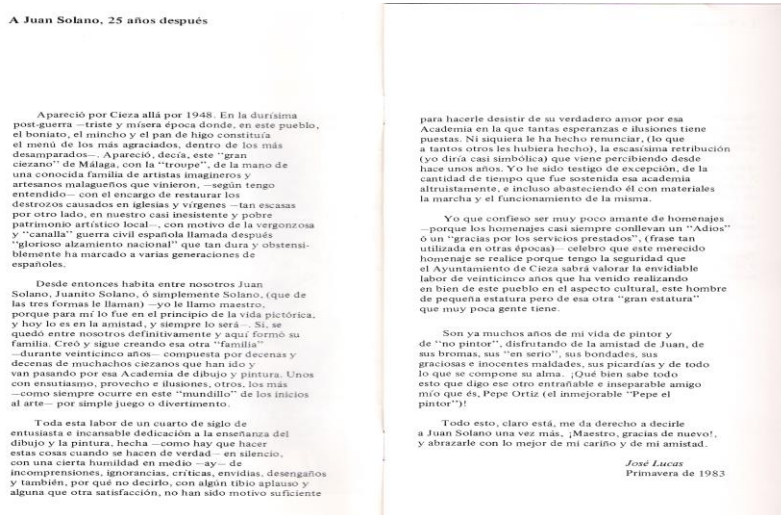 A Juan Solano, 25 años después
Apareció por Cieza allá por 1948. En la durísima
post-guerra —triste y mísera época donde, en este pueblo,
el boniato, el mincho y el pan de higo constituía
el menú de los más agraciados, dentro de los más
desamparados—. Apareció, decía, este “gran
ciezano” de Málaga, con la “troupe”, de la mano de
una conocida familia de artistas imagineros y
artesanos malagueños que vinieron, —según tengo
entendido— con el encargo de restaurar los
destrozos causados en iglesias y vírgenes —tan escasas
por otro lado, en nuestro casi inesistente y pobre
patrimonio artístico local—, con motivo de la vergonzosa
y “canalla” guerra civil española llamada después
“glorioso alzamiento nacional” que tan dura y obstensi-
blemente ha marcado a varias generaciones de
españoles.
Desde entonces habita entre nosotros Juan
Solano, Juanito Solano, ó simplemente Solano, (que de
las tres formas le llaman) —yo le llamo maestro,
porque para mí lo fue en el principio de la vida pictórica,
y hoy lo es en la amistad, y siempre lo será—. Si, se
quedó entre nosotros definitivamente y aquí formó su
familia. Creó y sigue creando esa otra “familia”
—durante veinticinco años— compuesta por decenas y
decenas de muchachos ciezanos que han ido y
van pasando por esa Academia de dibujo y pintura. Unos
con ensutiasmo, provecho e ilusiones, otros, los más
—como siempre ocurre en este “mundillo” de los inicios
al arte— por simple juego o divertimento.
Toda esta labor de un cuarto de siglo de
entusiasta e incansable dedicación a la enseñanza del
dibujo y la pintura, hecha —como hay que hacer
estas cosas cuando se hacen de verdad— en silencio,
con una cierta humildad en medio —ay— de
incomprensiones, ignorancias, críticas, envidias, desengaños
y también, por qué no decirlo, con algún tibio aplauso y
alguna que otra satisfacción, no han sido motivo suficiente
para hacerle desistir de su verdadero amor por esa
Academia en la que tantas esperanzas e ilusiones tiene
puestas. Ni siquiera le ha hecho renunciar, (lo que
a tantos otros les hubiera hecho), la escasísima retribución
(yo diría casi simbólica) que viene percibiendo desde
hace unos años. Yo he sido testigo de excepción, de la
cantidad de tiempo que fue sostenida esa academia
altruistamente, e incluso abasteciendo él con materiales
la marcha y el funcionamiento de la misma.
Yo que confieso ser muy poco amante de homenajes
—porque los homenajes casi siempre conllevan un “Adios”
ó un “gracias por los servicios prestados”, (frase tan
utilizada en otras épocas)— celebro que este merecido
homenaje se realice porque tengo la seguridad que
el Ayuntamiento de Cieza sabrá valorar la envidiable
labor de veinticinco años que ha venido realizando
en bien de este pueblo en el aspecto cultural, este hombre
de pequeña estatura pero de esa otra “gran estatura”
que muy poca gente tiene.
Son ya muchos años de mi vida de pintor y
de “no pintor”, disfrutando de la amistad de Juan, de
sus bromas, sus “en serio”, sus bondades, sus
graciosas e inocentes maldades, sus picardías y de todo
lo que se compone su alma. ¡Qué bien sabe todo
esto que digo ese otro entrañable e inseparable amigo
mío que és, Pepe Ortiz (el inmejorable “Pepe el
pintor”)!
Todo esto, claro está, me da derecho a decirle
a Juan Solano una vez más, ¡Maestro, gracias de nuevo!,
y abrazarle con lo mejor de mi cariño y de mi amistad.
José Lucas
Primavera de 1983